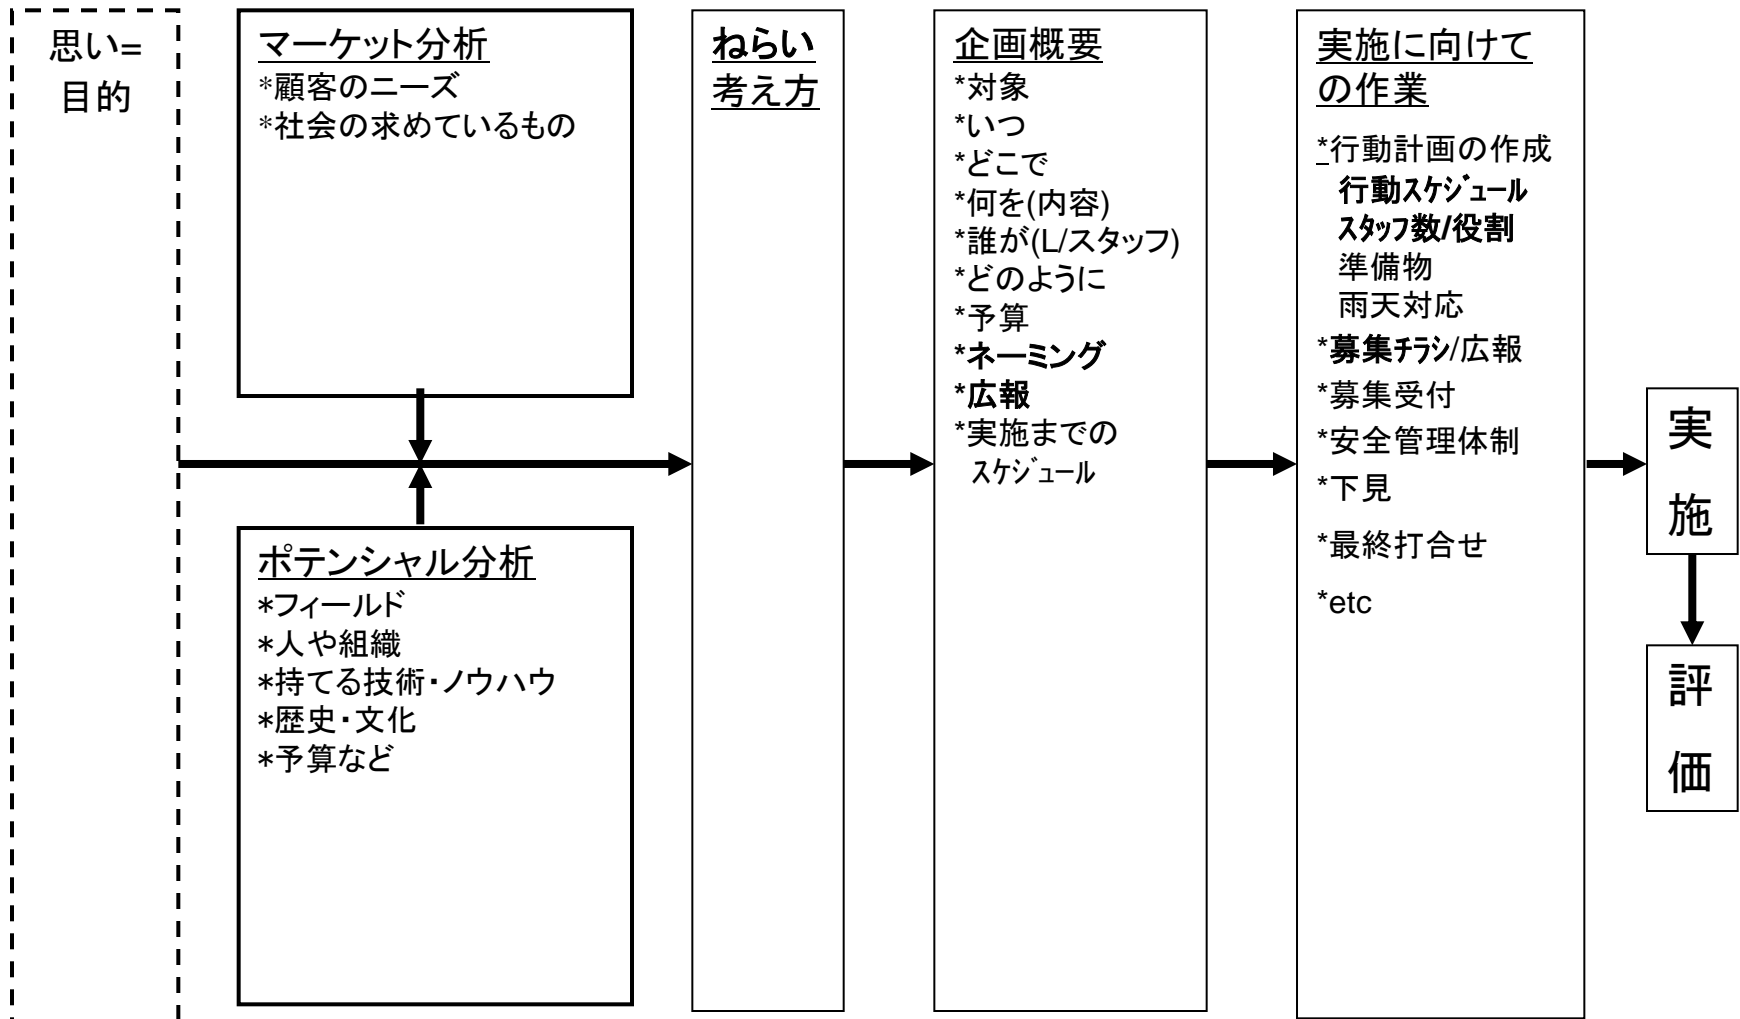 思い=
目的
マーケット分析
*顧客のニーズ
*社会の求めているもの
ポテンシャル分析
*フィールド
*人や組織
*持てる技術・ノウハウ
*歴史・文化
*予算など
ねらい
考え方
企画概要
*対象
*いつ
*どこで
*何を(内容)
*誰が(L/スタッフ)
*どのように
*予算
*ネーミング
*広報
*実施までの
ｽｹｼﾞｭｰﾙ
実施に向けて
の作業
*行動計画の作成
行動ｽｹｼﾞｭｰﾙ
ｽﾀｯﾌ数/役割
準備物
雨天対応
*募集ﾁﾗｼ/広報
*募集受付
*安全管理体制
*下見
*最終打合せ
*etc
実
施
評
価